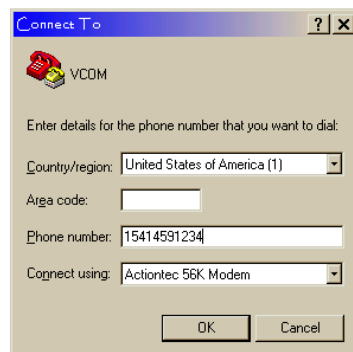 Connect To
VCOM
Enter details for the phone number that you want to dial:
Country/region: United States of America (1)
Area code:
Phone number: 15414591234
Connect using: Actiontec 56K Modem
OK Cancel